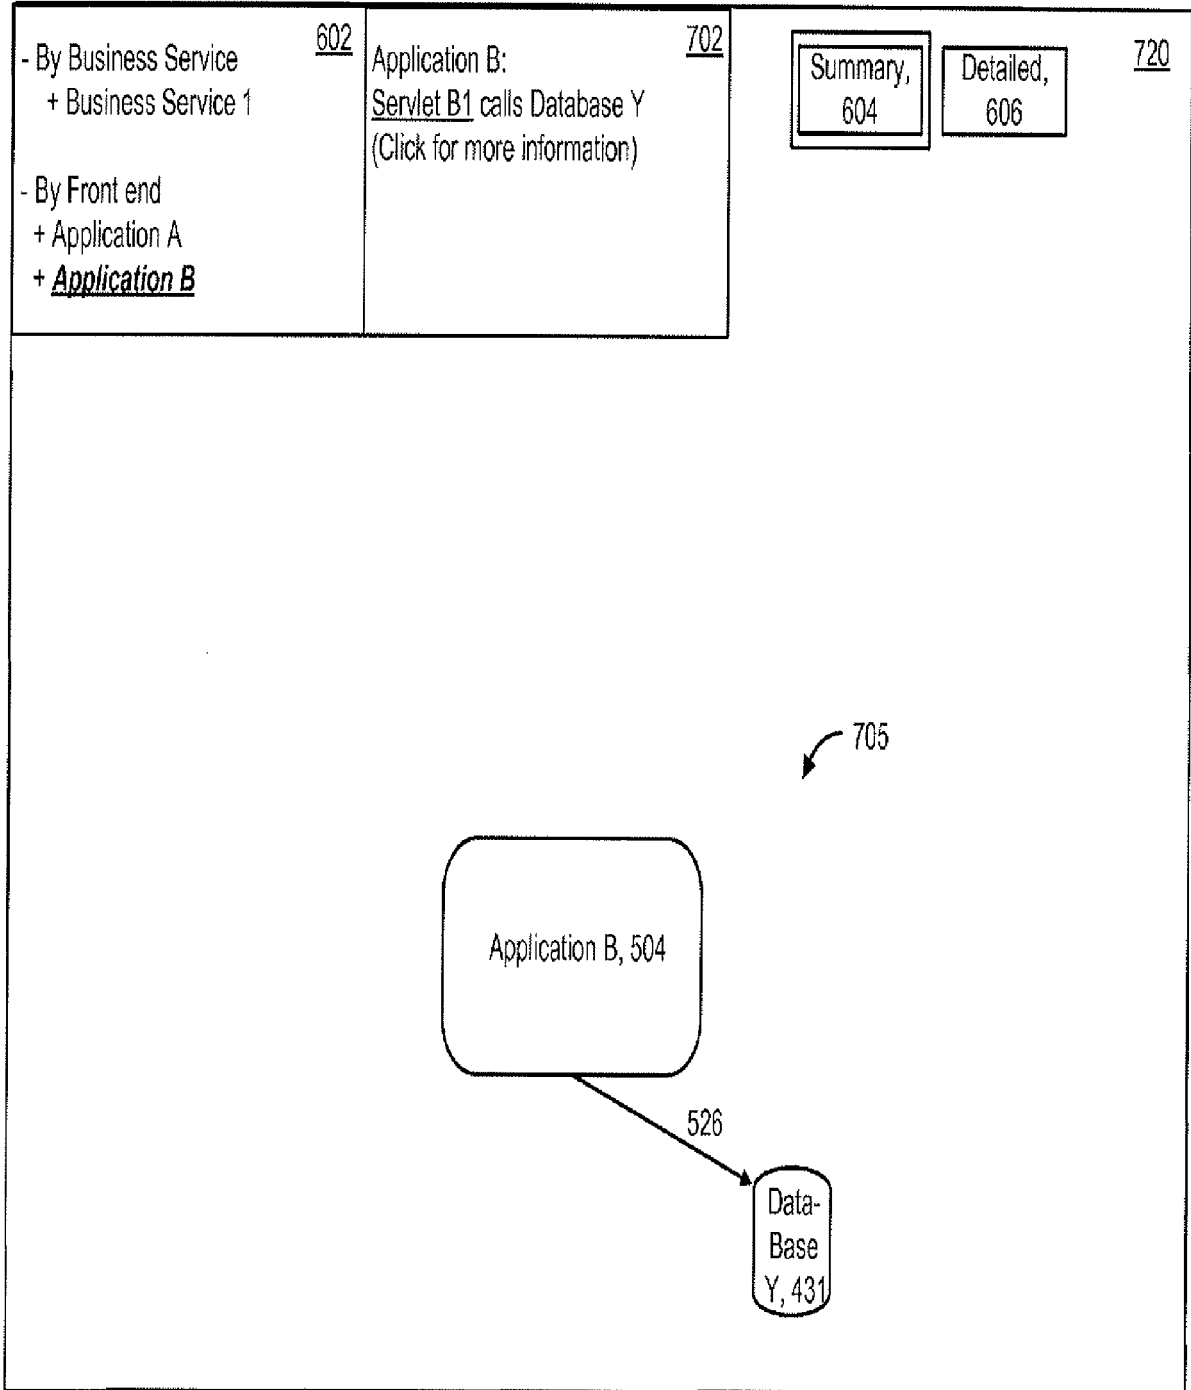 602
- By Business Service
+ Business Service 1
- By Front end
+ Application A
+ Application B
702
Application B:
Servlet B1 calls Database Y
(Click for more information)
Summary,
604
Detailed,
606
720
705
Application B, 504
526
Data-
Base
Y, 431